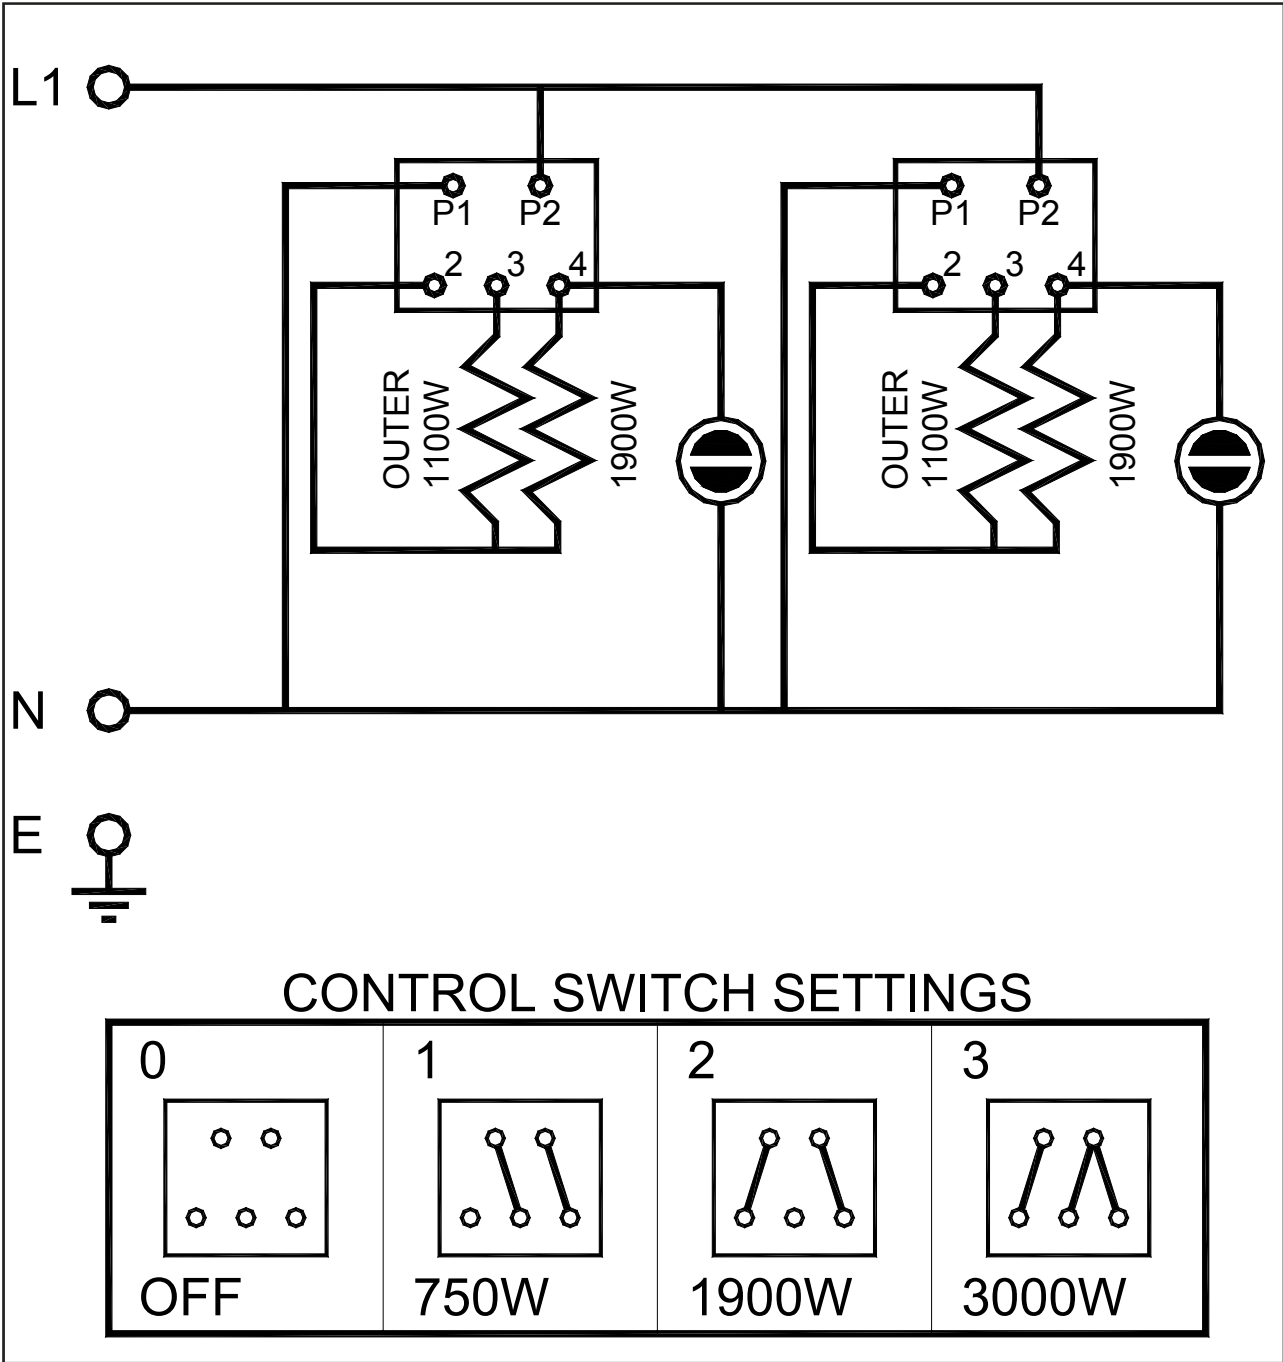 L1
P1 P2
2 3 4
OUTER
1100W
1900W
P1 P2
2 3 4
OUTER
1100W
1900W
N
E
CONTROL SWITCH SETTINGS
0 1 2 3
OFF 750W 1900W 3000W